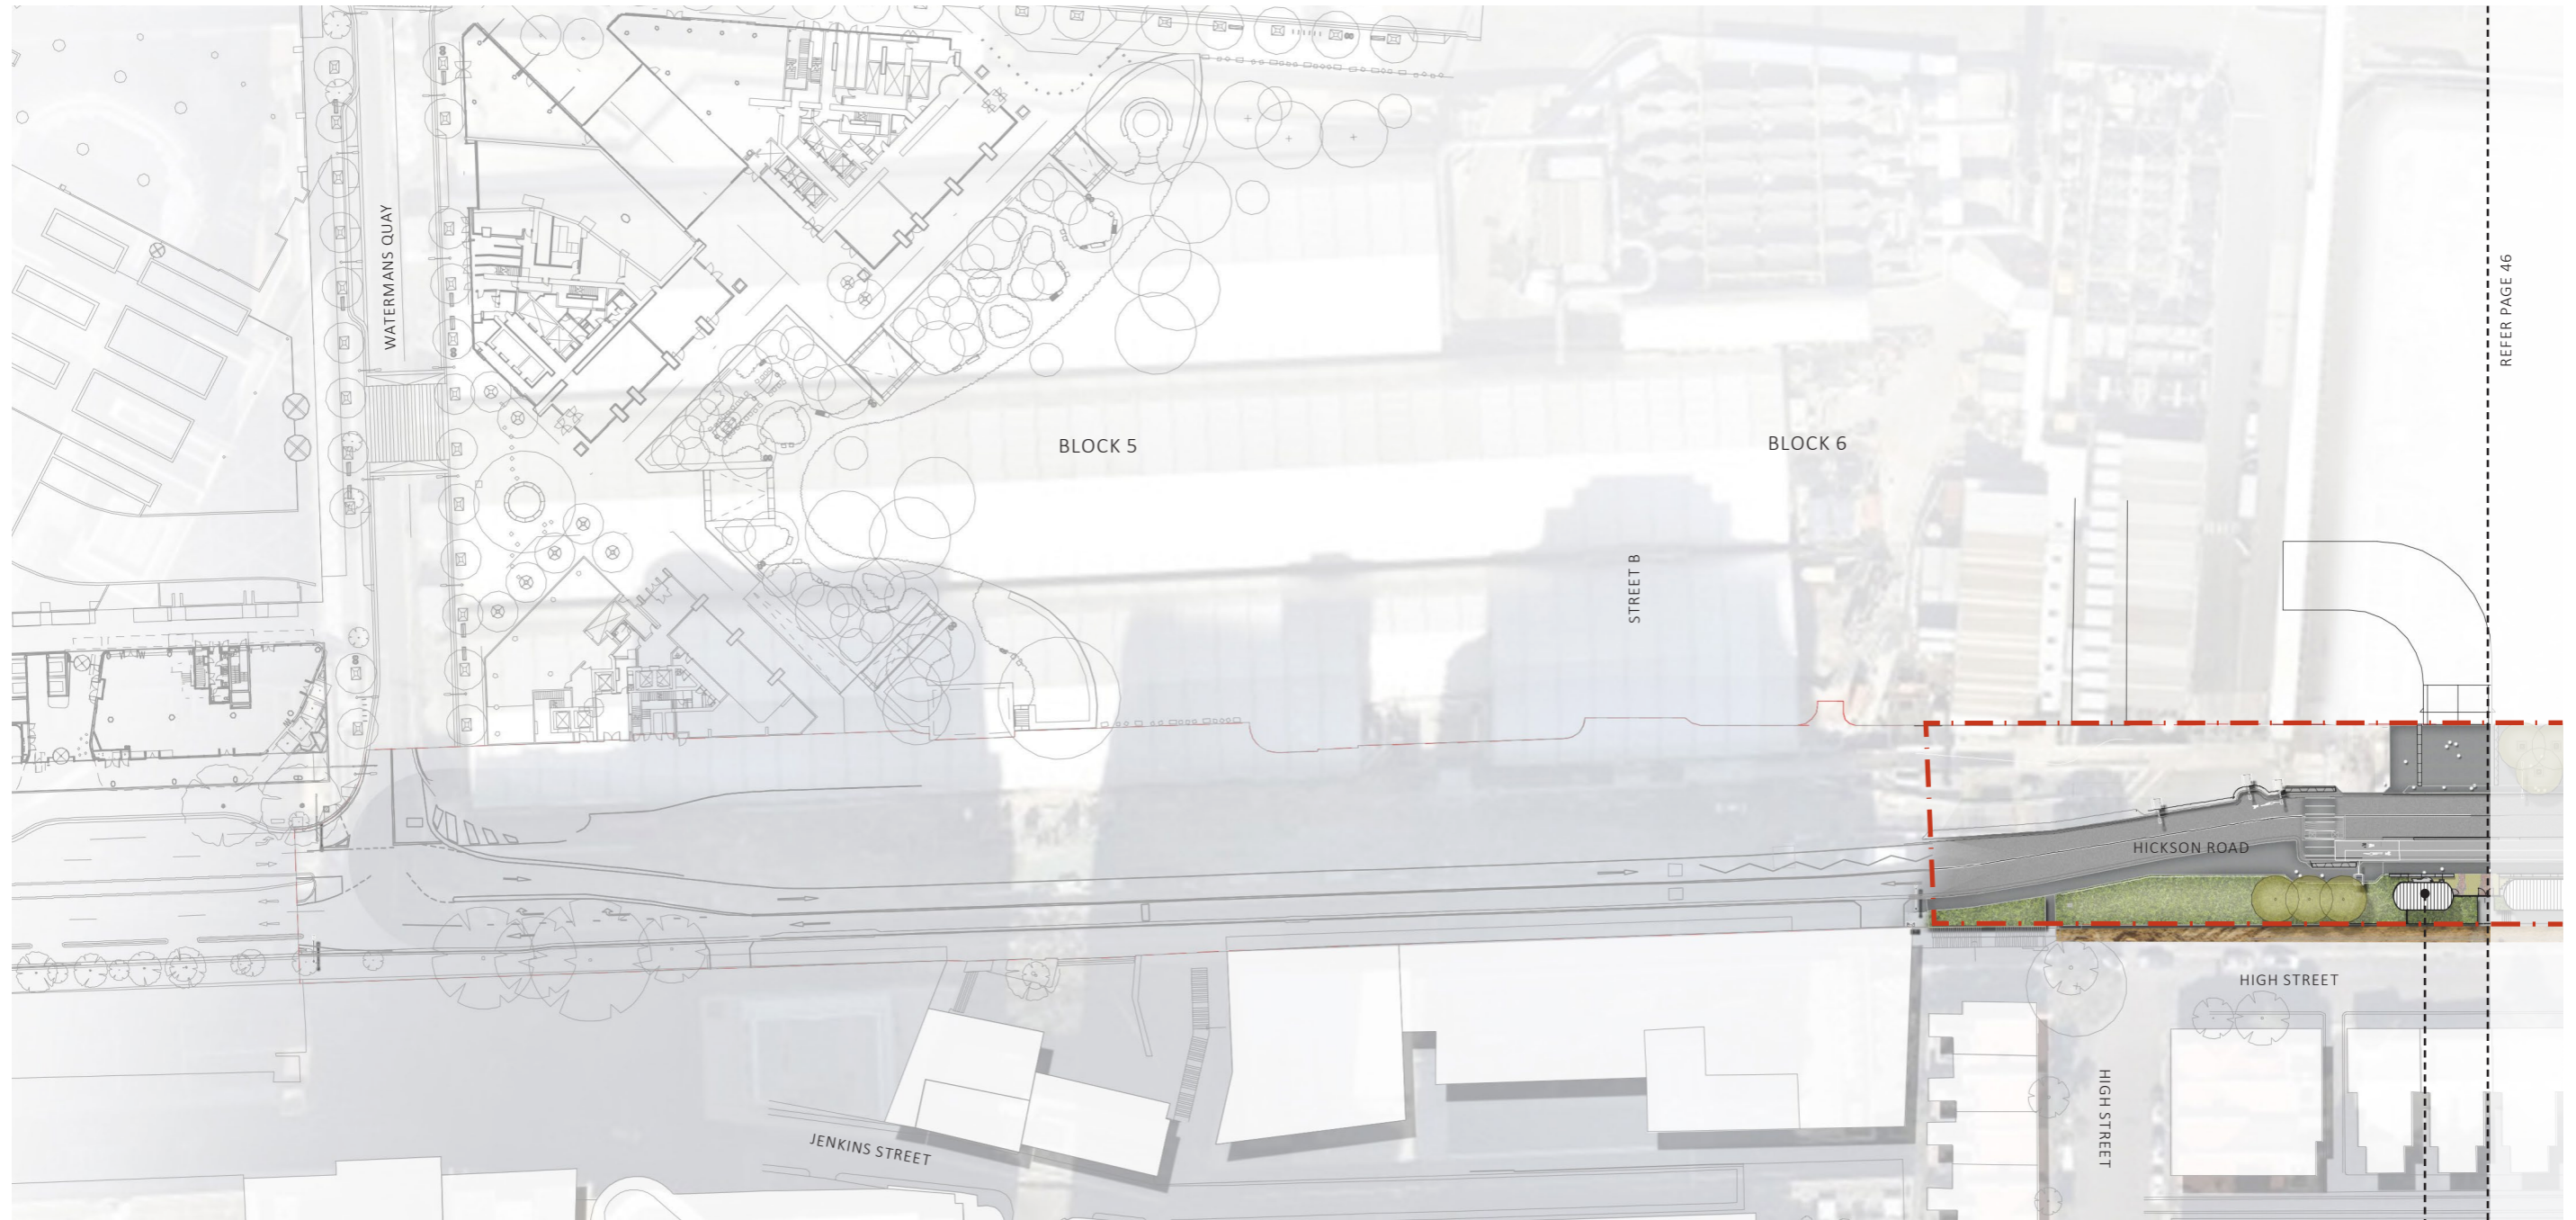 WATERMANS QUAY
REFER PAGE 46
BLOCK 5
BLOCK 6
STREET B
HICKSON ROAD
HIGH STREET
HIGH STREET
JENKINS STREET